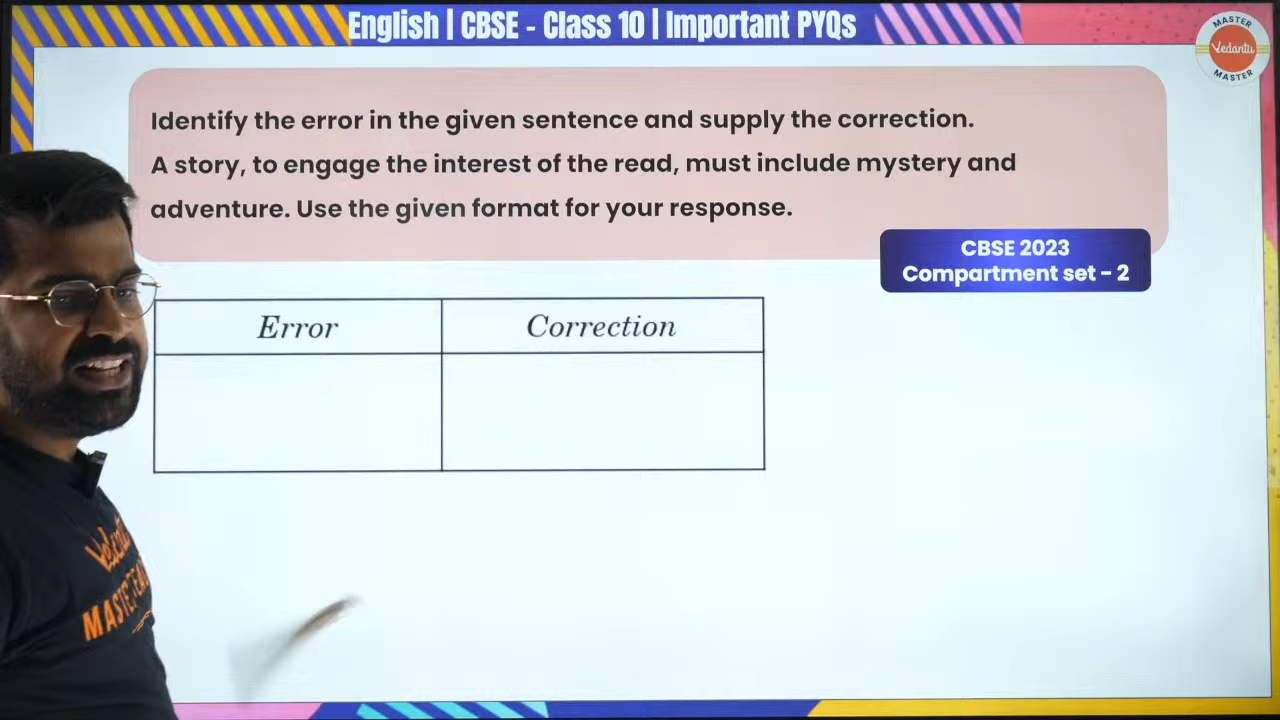 English | CBSE - Class 10 | Important PYQs
MASTER
Vedantu
MASTER
Identify the error in the given sentence and supply the correction.
A story, to engage the interest of the read, must include mystery and
adventure. Use the given format for your response.
CBSE 2023
Compartment set - 2
Error
Correction
Vedantu